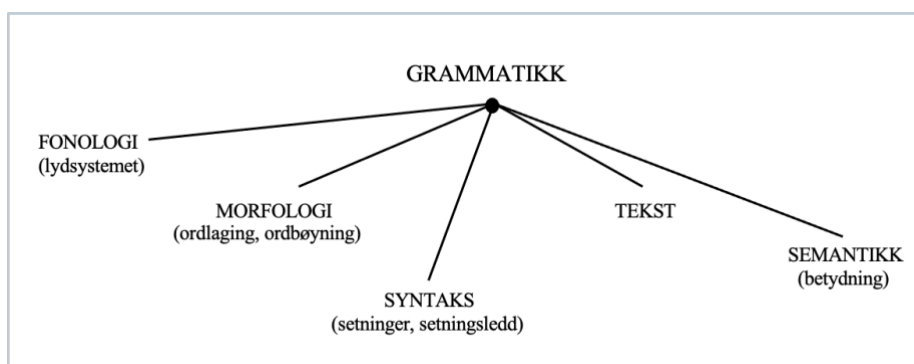 GRAMMATIKK
FONOLOGI
(lydsystemet)
MORFOLOGI
(ordlaging, ordbøyning)
TEKST
SEMANTIKK
(betydning)
SYNTAKS
(setninger, setningsledd)